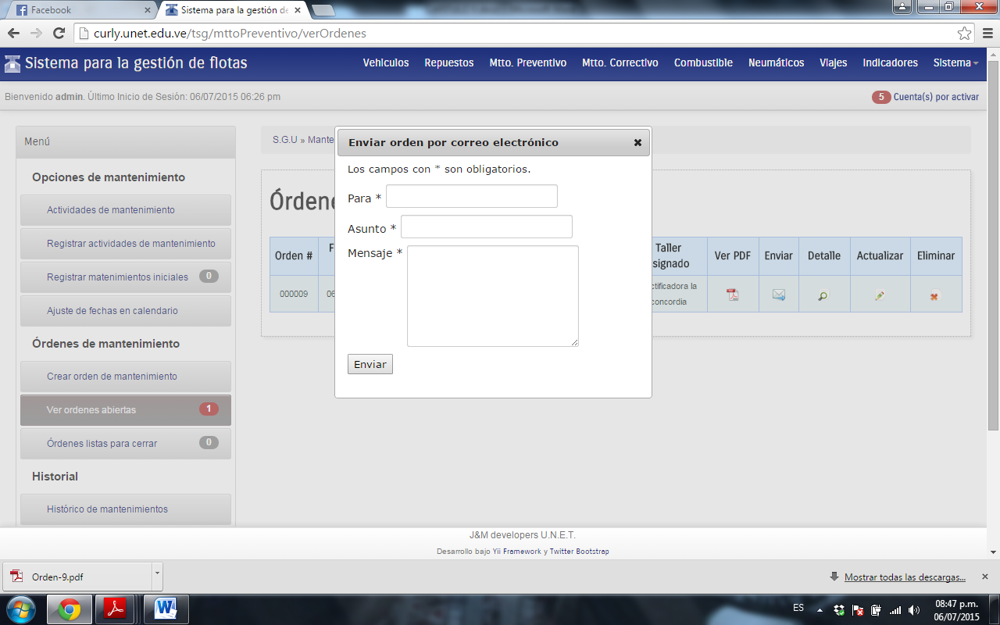 Facebook
Sistema para la gestión de
curly.unet.edu.ve/tsg/mttoPreventivo/verOrdenes
Sistema para la gestión de flotas
Vehiculos Repuestos Mtto. Preventivo Mtto. Correctivo Combustible Neumáticos Viajes Indicadores Sistema
Bienvenido admin. Último Inicio de Sesión: 06/07/2015 06:26 pm
5 Cuenta(s) por activar
Menú
Opciones de mantenimiento
Actividades de mantenimiento
Registrar actividades de mantenimiento
Registrar matenimientos iniciales 0
Ajuste de fechas en calendario
Órdenes de mantenimiento
Crear orden de mantenimiento
Ver ordenes abiertas 1
Órdenes listas para cerrar 0
Historial
Histórico de mantenimientos
S.G.U » Mante
Enviar orden por correo electrónico
Los campos con * son obligatorios.
Para *
Asunto *
Mensaje *
Enviar
Órdene
Orden # F Taller signado Ver PDF Enviar Detalle Actualizar Eliminar
000009 06 ctificadora la concordia
J&M developers U.N.E.T.
Desarrollo bajo Yii Framework y Twitter Bootstrap
Orden-9.pdf
Mostrar todas las descargas...
ES
08:47 p.m.
06/07/2015